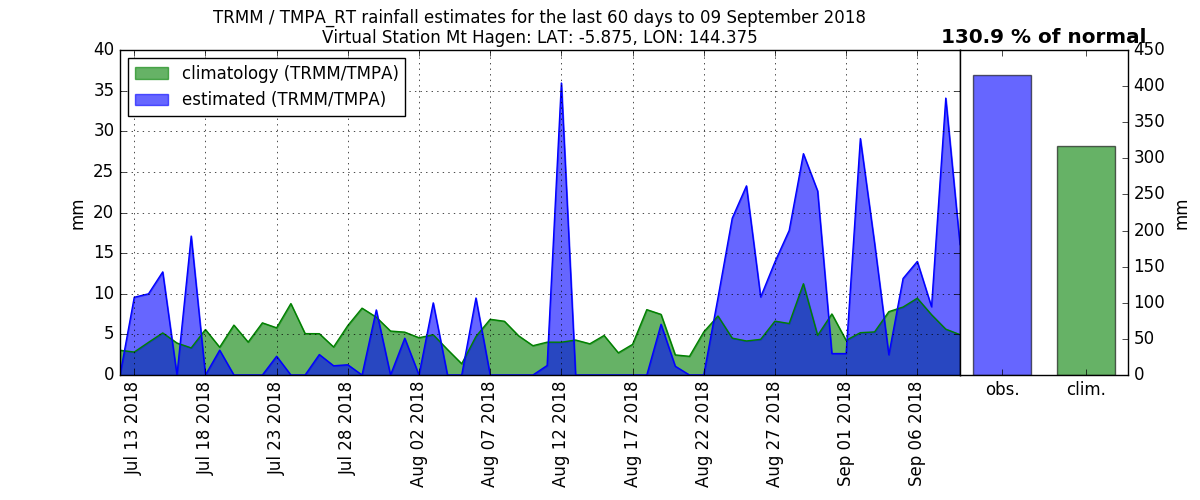 TRMM / TMPA_RT rainfall estimates for the last 60 days to 09 September 2018
Virtual Station Mt Hagen: LAT: -5.875, LON: 144.375
130.9 % of normal
climatology (TRMM/TMPA)
estimated (TRMM/TMPA)
40
35
30
25
20
15
10
5
0
mm
450
400
350
300
250
200
150
100
50
0
mm
Jul 13 2018
Jul 18 2018
Jul 23 2018
Jul 28 2018
Aug 02 2018
Aug 07 2018
Aug 12 2018
Aug 17 2018
Aug 22 2018
Aug 27 2018
Sep 01 2018
Sep 06 2018
obs.
clim.